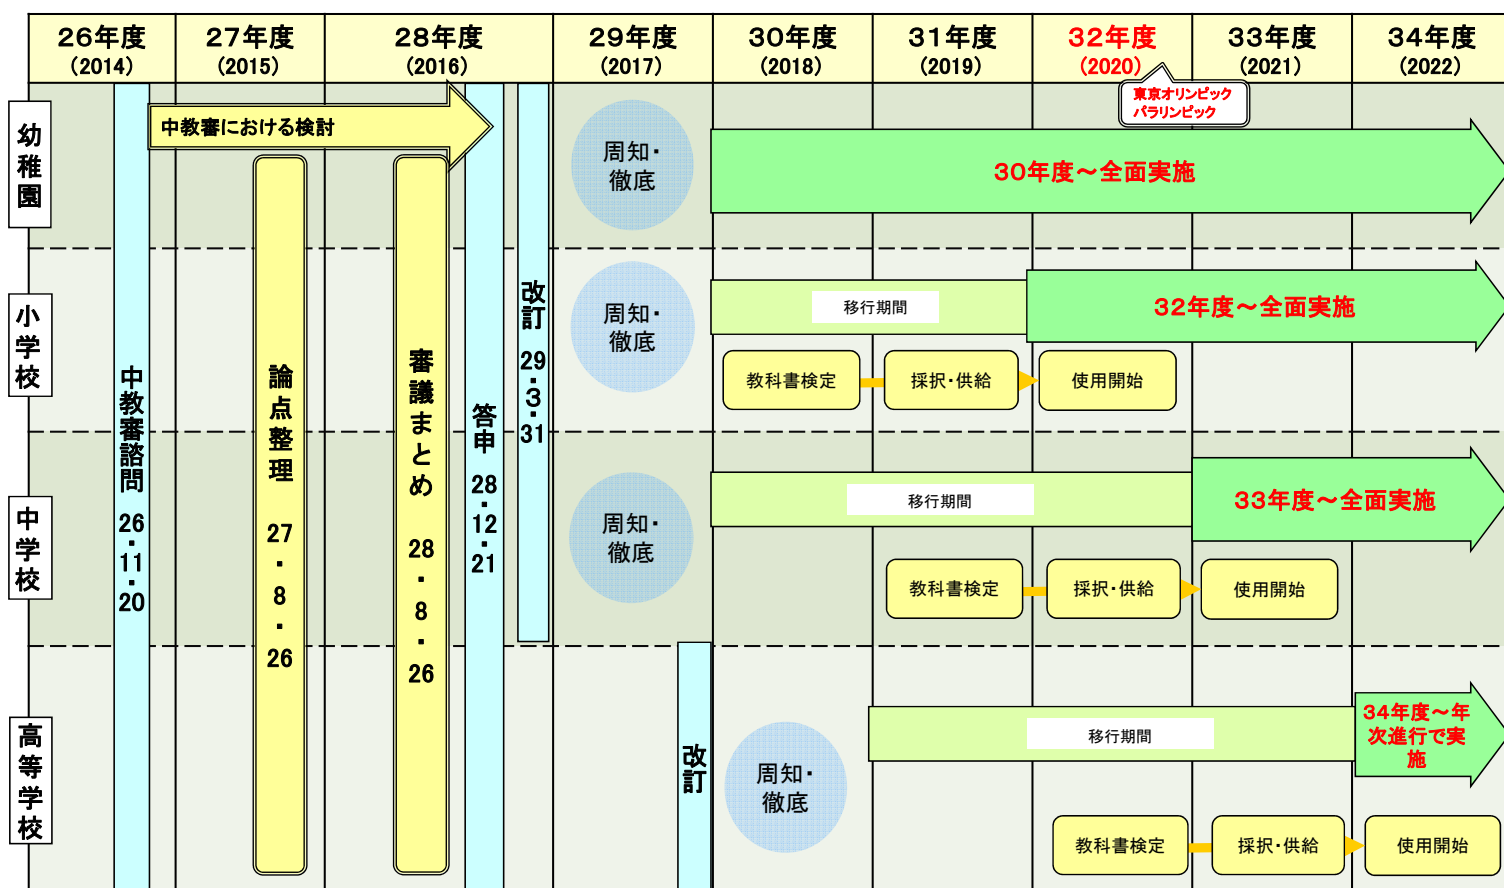 26年度
(2014)
27年度
(2015)
28年度
(2016)
29年度
(2017)
30年度
(2018)
31年度
(2019)
32年度
(2020)
33年度
(2021)
34年度
(2022)
東京オリンピック
パラリンピック
幼稚園
中教審における検討
周知・
徹底
30年度～全面実施
小学校
周知・
徹底
移行期間
32年度～全面実施
教科書検定
採択・供給
使用開始
中教審諮問 26・11・20
論点整理 27・8・26
審議まとめ 28・8・26
答申 28・12・21
改訂 29・3・31
中学校
周知・
徹底
移行期間
33年度～全面実施
教科書検定
採択・供給
使用開始
高等学校
改訂
周知・
徹底
移行期間
34年度～年
次進行で実
施
教科書検定
採択・供給
使用開始